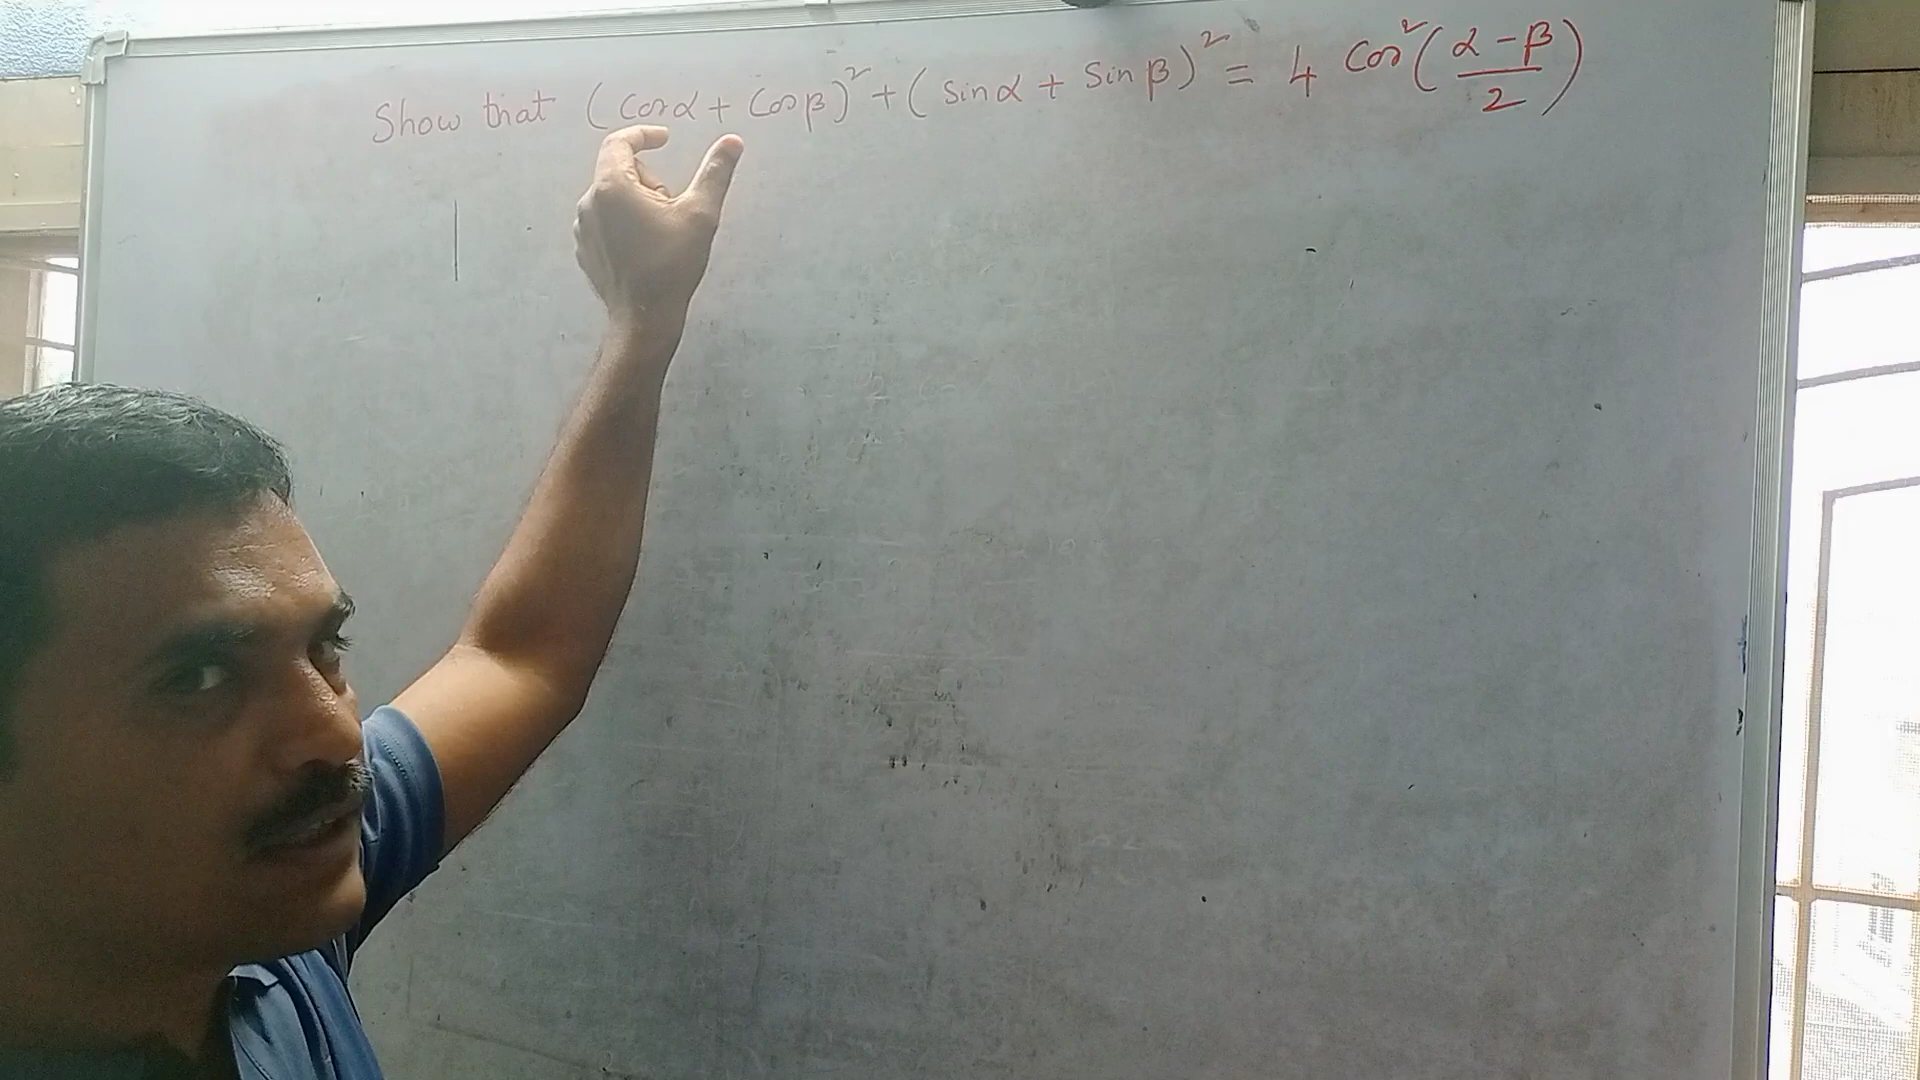 Show that (Cosα + Cosβ)² + (Sinα + Sinβ)² = 4 Cos²(α-β/2)